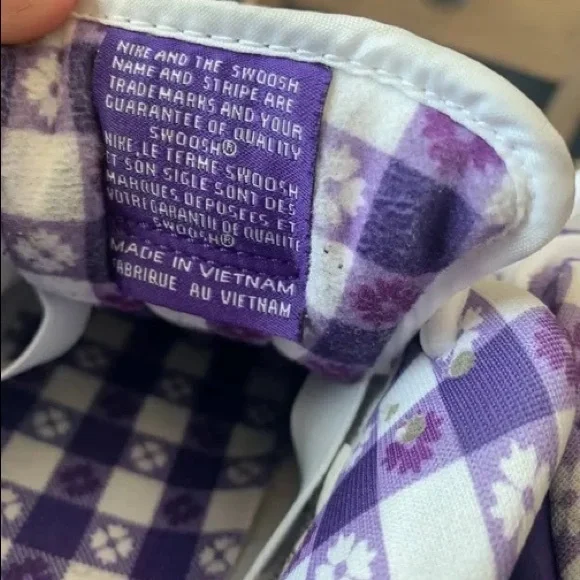 NIKE AND THE SWOOSH
NAME AND STRIPE ARE
TRADEMARKS AND YOUR
GUARANTEE OF QUALITY
SWOOSH®
NIKE, LE TERME SWOOSH
ET SON SIGLE SONT DES
MARQUES DEPOSEES ET
VOTRE GARANTIE DE QUALITE
SWOOSH®
MADE IN VIETNAM
FABRIQUE AU VIETNAM